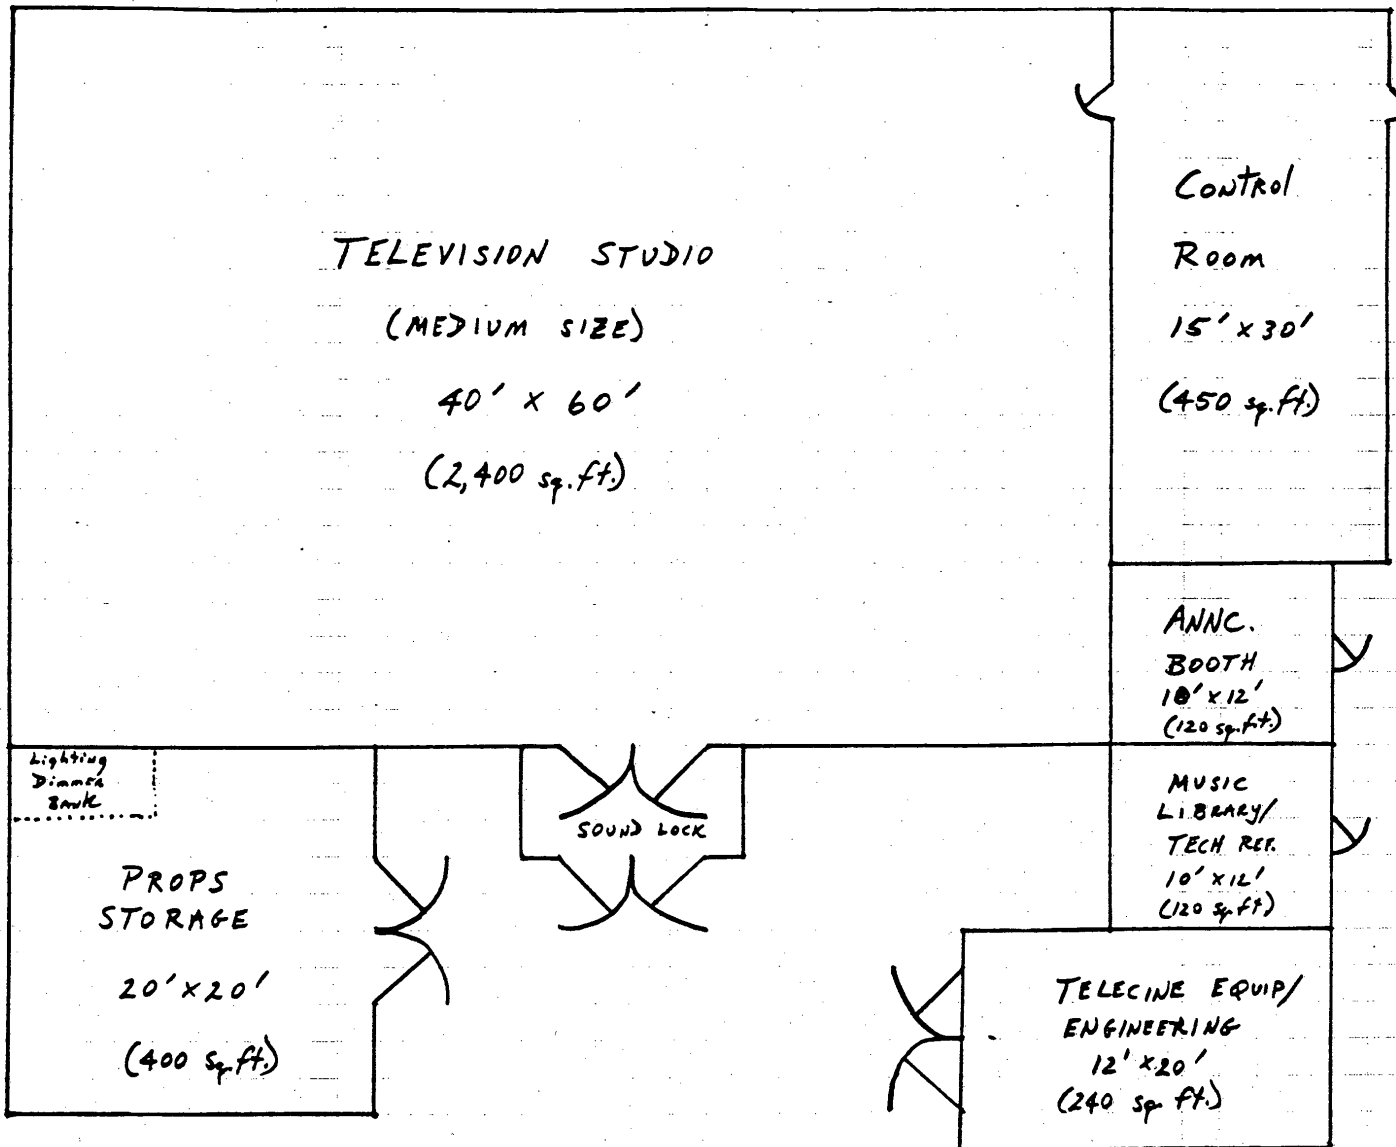 TELEVISION STUDIO
(MEDIUM SIZE)
40' x 60'
(2,400 sq.ft.)
Control
Room
15' x 30'
(450 sq.ft.)
ANNC.
BOOTH
10' x 12'
(120 sq.ft.)
Lighting
Dimmer
Bank
SOUND LOCK
MUSIC
LIBRARY/
TECH REF.
10' x 12'
(120 sq.ft)
PROPS
STORAGE
20' x 20'
(400 sq.ft.)
TELECINE EQUIP/
ENGINEERING
12' x 20'
(240 sq. ft.)